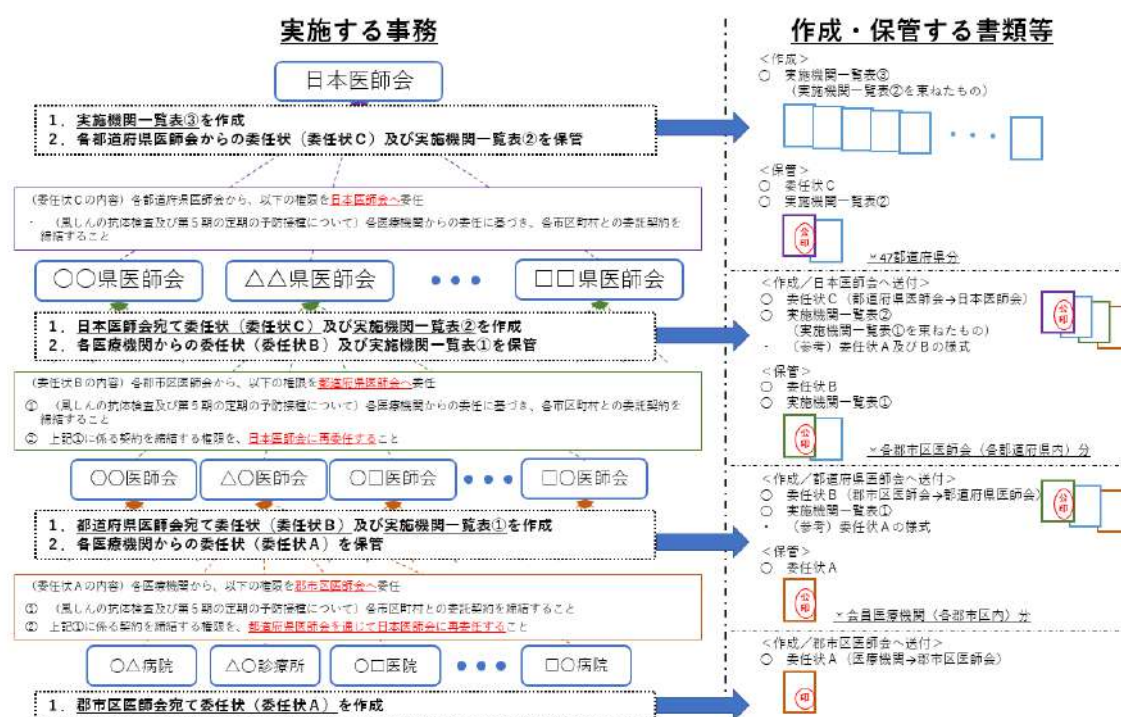 実施する事務
作成・保管する書類等
日本医師会
1. 実施機関一覧表③を作成
2. 各都道府県医師会からの委任状（委任状C）及び実施機関一覧表②を保管
＜作成＞
○ 実施機関一覧表③
（実施機関一覧表②を束ねたもの）
・・・
＜保管＞
○ 委任状C
○ 実施機関一覧表②
公印
※47都道府県分
（委任状Cの内容）各都道府県医師会から、以下の権限を日本医師会へ委任
・ （風しんの抗体検査及び第5期の定期の予防接種について）各医療機関からの委任に基づき、各市区町村との委託契約を
締結すること
○○県医師会
△△県医師会
・・・
□□県医師会
1. 日本医師会宛て委任状（委任状C）及び実施機関一覧表②を作成
2. 各医療機関からの委任状（委任状B）及び実施機関一覧表①を保管
＜作成／日本医師会へ送付＞
○ 委任状C（都道府県医師会→日本医師会）
○ 実施機関一覧表②
（実施機関一覧表①を束ねたもの）
・ （参考）委任状A及びBの様式
公印
＜保管＞
○ 委任状B
○ 実施機関一覧表①
公印
※各郡市区医師会（各都道府県内）分
（委任状Bの内容）各郡市区医師会から、以下の権限を都道府県医師会へ委任
① （風しんの抗体検査及び第5期の定期の予防接種について）各医療機関からの委任に基づき、各市区町村との委託契約を
締結すること
② 上記①に係る契約を締結する権限を、日本医師会に再委任すること
○○医師会
△○医師会
○□医師会
・・・
□○医師会
1. 都道府県医師会宛て委任状（委任状B）及び実施機関一覧表①を作成
2. 各医療機関からの委任状（委任状A）を保管
＜作成／都道府県医師会へ送付＞
○ 委任状B（郡市区医師会→都道府県医師会）
○ 実施機関一覧表①
・ （参考）委任状Aの様式
公印
＜保管＞
○ 委任状A
公印
※会員医療機関（各郡市区内）分
（委任状Aの内容）各医療機関から、以下の権限を郡市区医師会へ委任
① （風しんの抗体検査及び第5期の定期の予防接種について）各市区町村との委託契約を締結すること
② 上記①に係る契約を締結する権限を、都道府県医師会を通じて日本医師会に再委任すること
○△病院
△○診療所
○□医院
・・・
□○病院
1. 郡市区医師会宛て委任状（委任状A）を作成
＜作成／郡市区医師会へ送付＞
○ 委任状A（医療機関→郡市区医師会）
印